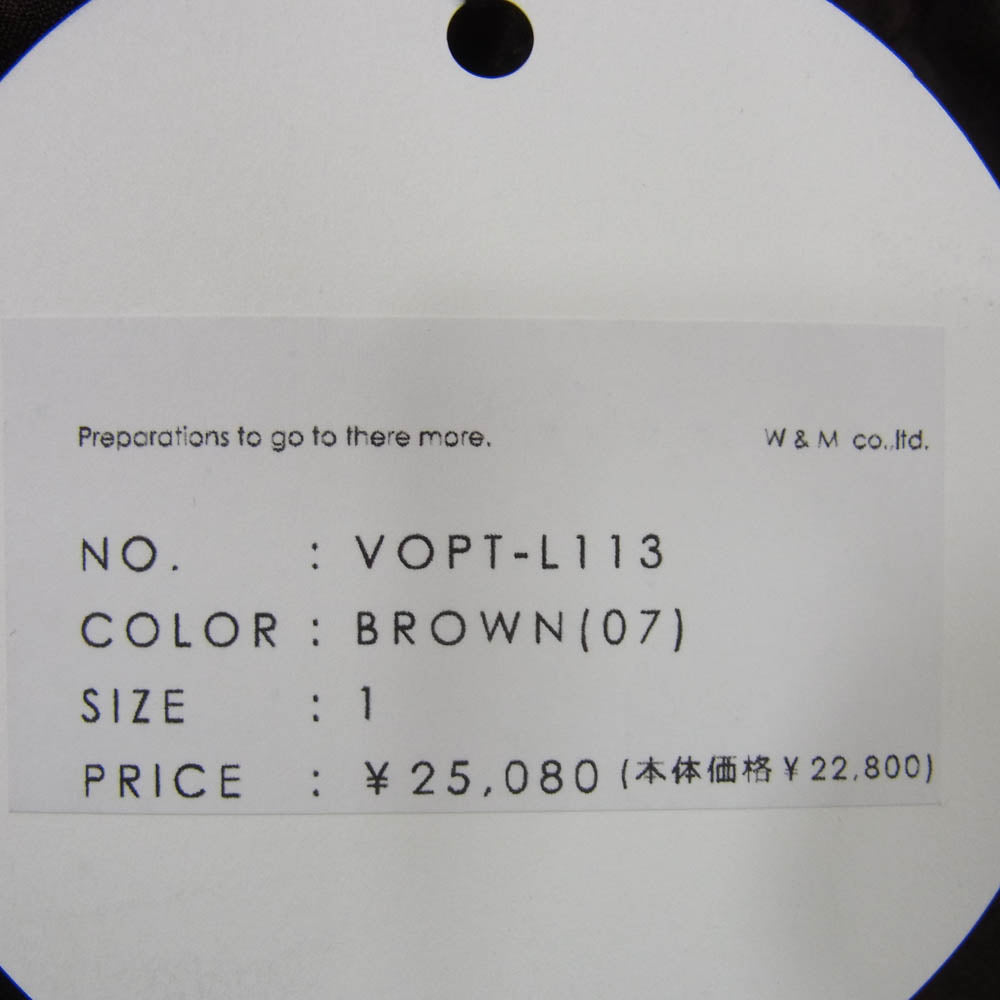 Preparations to go to there more. W & M co.,ltd.
NO. : VOPT-L113
COLOR : BROWN(07)
SIZE : 1
PRICE : ¥25,080 (本体価格¥22,800)